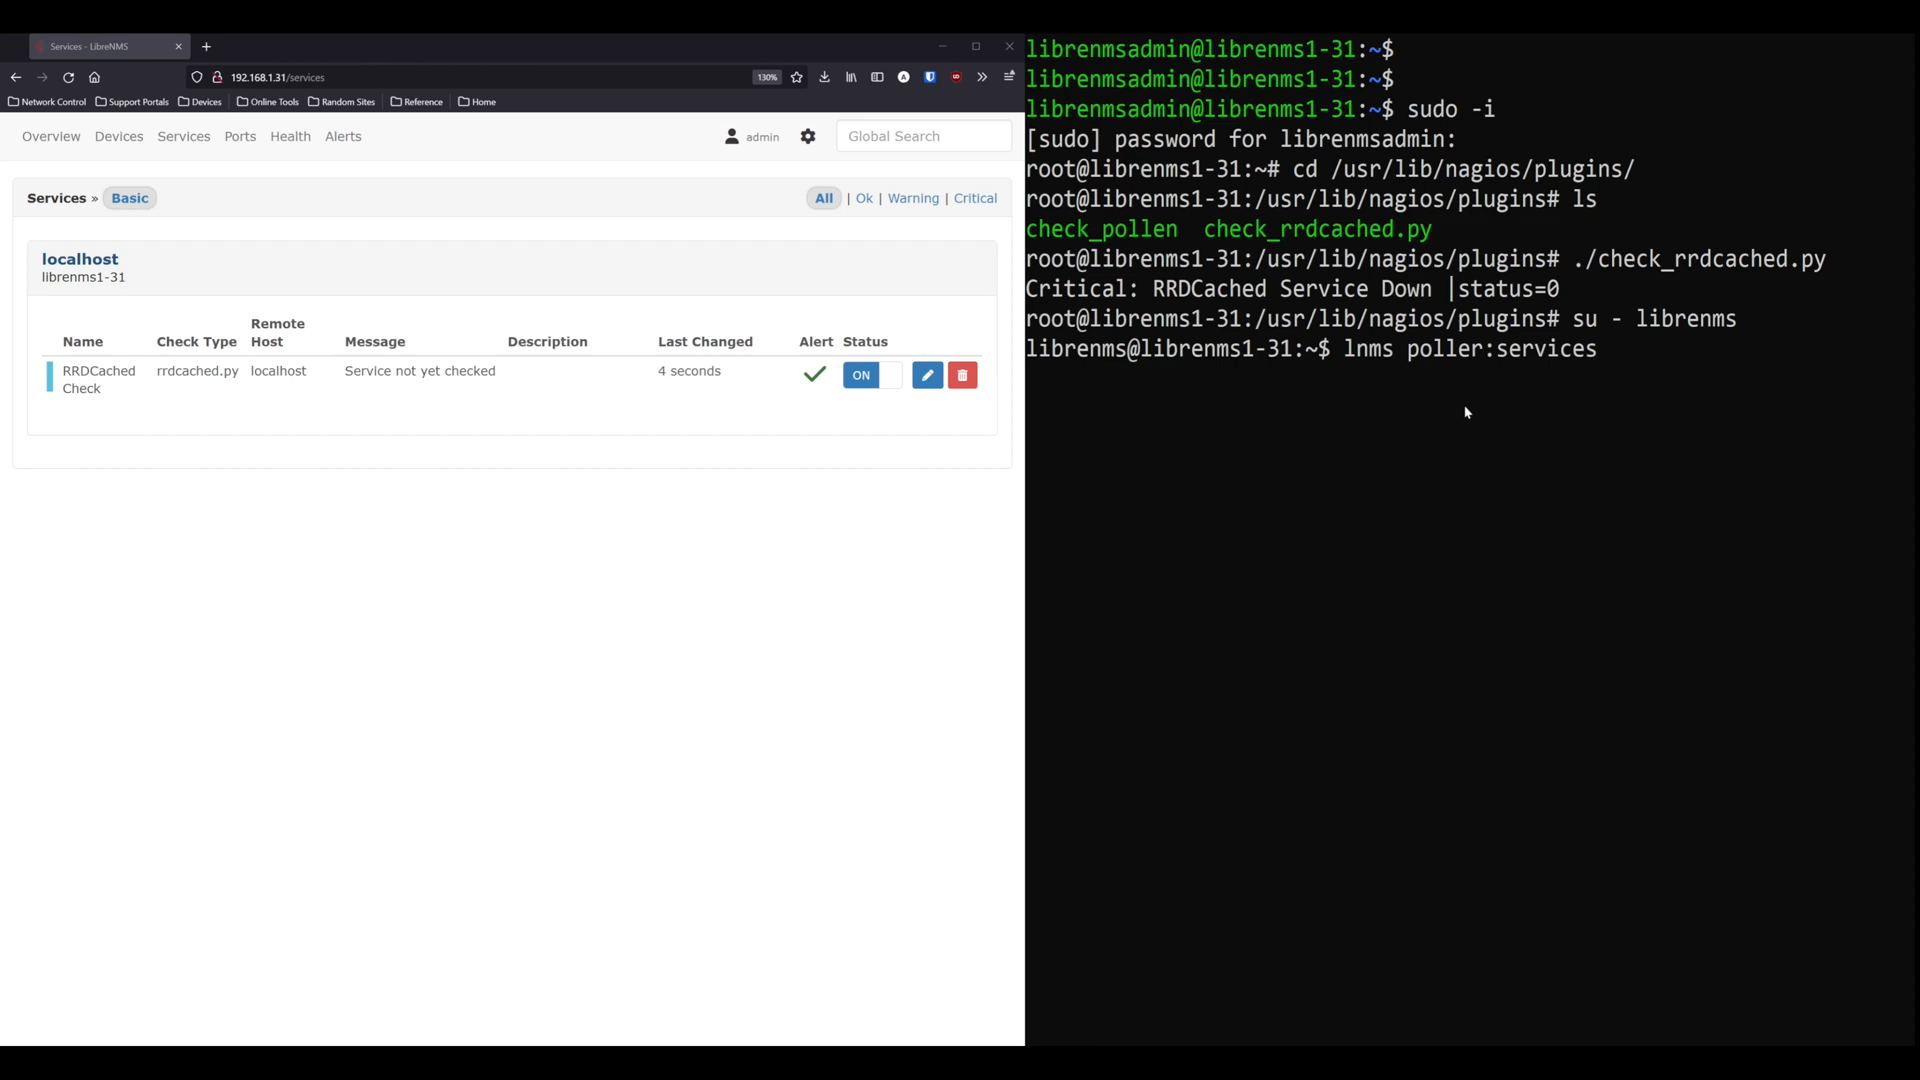 Services - LibreNMS
192.168.1.31/services
130%
Network Control Support Portals Devices Online Tools Random Sites Reference Home
Overview Devices Services Ports Health Alerts admin Global Search
Services » Basic All | Ok | Warning | Critical
localhost
librenms1-31
Name Check Type Remote Host Message Description Last Changed Alert Status
RRDCached Check rrdcached.py localhost Service not yet checked 4 seconds ON
librenmsadmin@librenms1-31:~$
librenmsadmin@librenms1-31:~$
librenmsadmin@librenms1-31:~$ sudo -i
[sudo] password for librenmsadmin:
root@librenms1-31:~# cd /usr/lib/nagios/plugins/
root@librenms1-31:/usr/lib/nagios/plugins# ls
check_pollen check_rrdcached.py
root@librenms1-31:/usr/lib/nagios/plugins# ./check_rrdcached.py
Critical: RRDCached Service Down |status=0
root@librenms1-31:/usr/lib/nagios/plugins# su - librenms
librenms@librenms1-31:~$ lnms poller:services